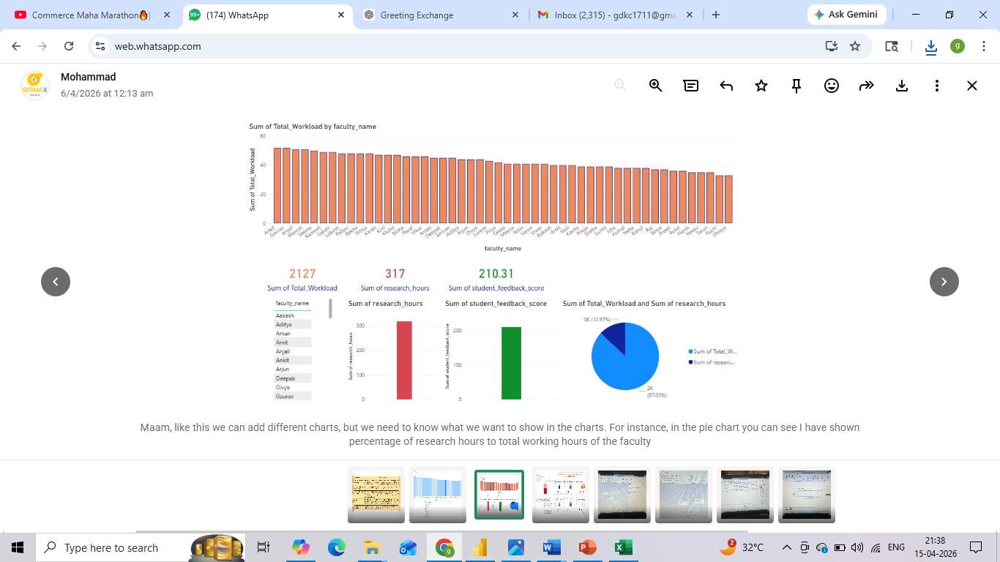 Commerce Maha Marathon🔥|
99+
(174) WhatsApp
Greeting Exchange
Inbox (2,315) - gdkc1711@gma
Ask Gemini
web.whatsapp.com
g
SIGMAX
Mohammad
6/4/2026 at 12:13 am
Sum of Total_Workload by faculty_name
Sum of Total_Workload
60
40
20
0
Ankit Gaurav Anjali Manish Seema Ramesh Sakshi Lokesh Pallavi Rekha Ritika Karan Kirti Mohit Nisha Payal Vikas Aman Deepak Simran Aditya Arjun Divya Suresh Priya Geeta Meena Nitin Varun Vivek Aakash Amit Yash Kavita Pooja Sneha Sumit Isha Komal Neha Rahul Raj Tanya Preeti Rohit Harsh Neetu Tarun Ruchi Shreya
faculty_name
2127
Sum of Total_Workload
317
Sum of research_hours
210.31
Sum of student_feedback_score
faculty_name
Aakash
Aditya
Aman
Amit
Anjali
Ankit
Arjun
Deepak
Divya
Gaurav
Sum of research_hours
Sum of research_hours
300
200
100
0
Sum of student_feedback_score
Sum of student_feedback_score
200
100
0
Sum of Total_Workload and Sum of research_hours
0K (12.97%)
2K
(87.03%)
Sum of Total_W...
Sum of researc...
Maam, like this we can add different charts, but we need to know what we want to show in the charts. For instance, in the pie chart you can see I have shown
percentage of research hours to total working hours of the faculty
Type here to search
2
32°C
ENG
21:38
15-04-2026